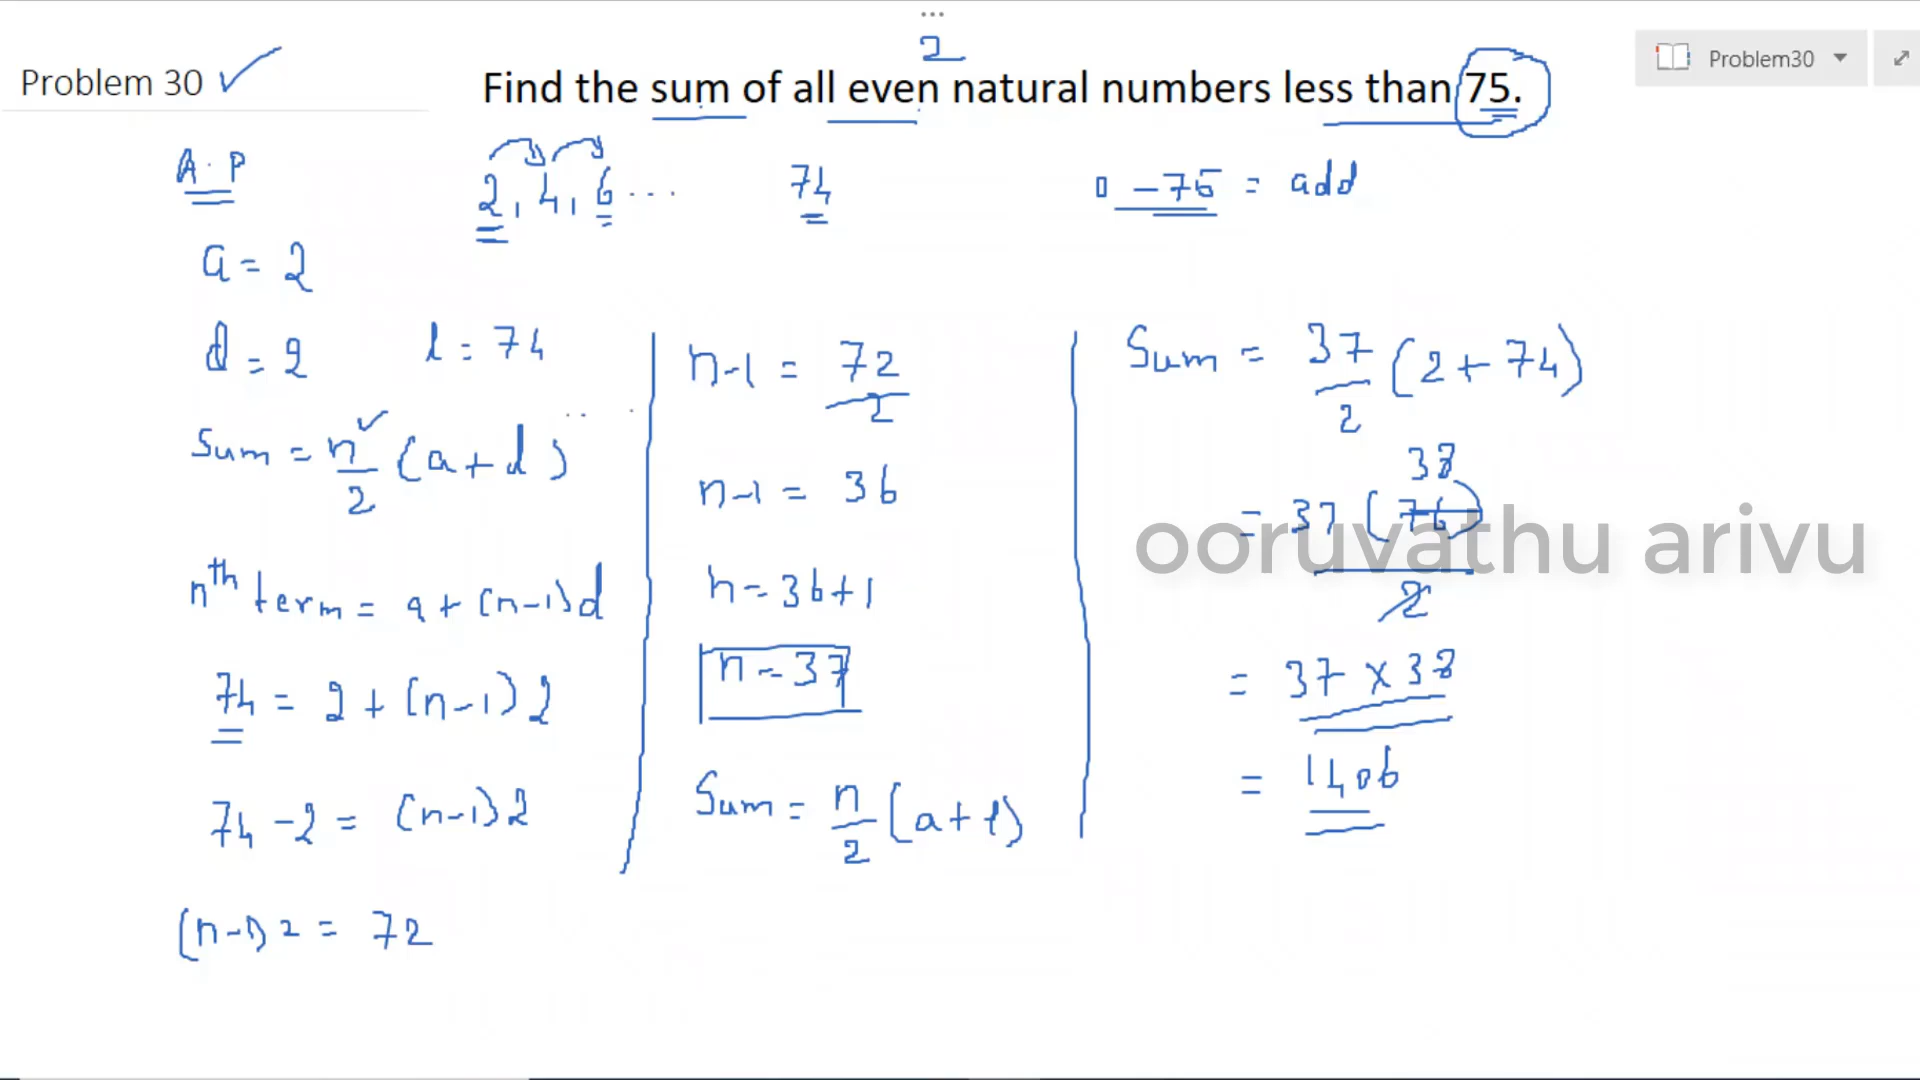 Problem 30
Find the sum of all even natural numbers less than 75.
2
Problem30
A.P
2, 4, 6 ... 74
0 - 75 = add
a = 2
d = 2 l = 74
Sum = n/2 (a + l)
nth term = a + (n-1)d
74 = 2 + (n-1) 2
74 - 2 = (n-1) 2
(n-1) 2 = 72
n-1 = 72/2
n-1 = 36
n = 36+1
n = 37
Sum = n/2 (a + l)
Sum = 37/2 (2 + 74)
38
= 37 (76)/2
= 37 x 38
= 1406
ooruvathu arivu